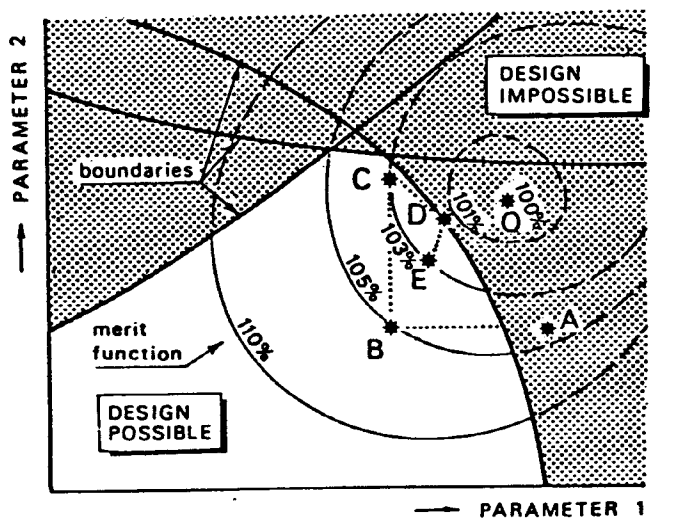 PARAMETER 2
DESIGN
IMPOSSIBLE
boundaries
C
D
101%
100%
O
103%
E
105%
A
B
merit
function
110%
DESIGN
POSSIBLE
PARAMETER 1